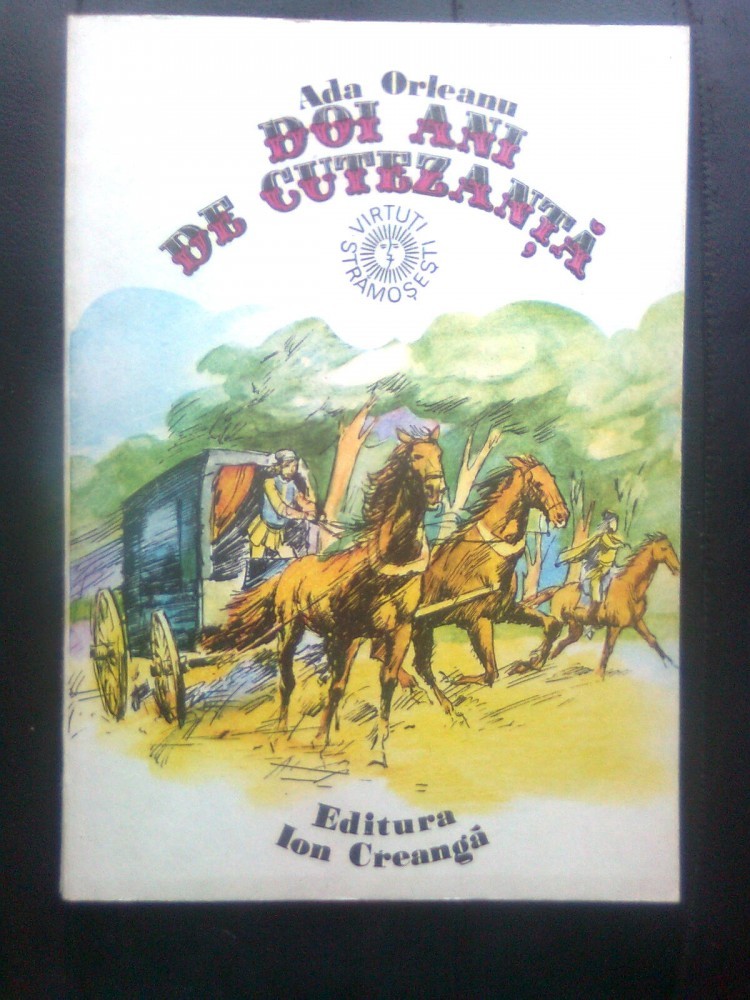 Ada Orleanu
DOI ANI
DE CUTEZANȚĂ
VIRTUȚI
STRĂMOȘEȘTI
Editura
Ion Creangă